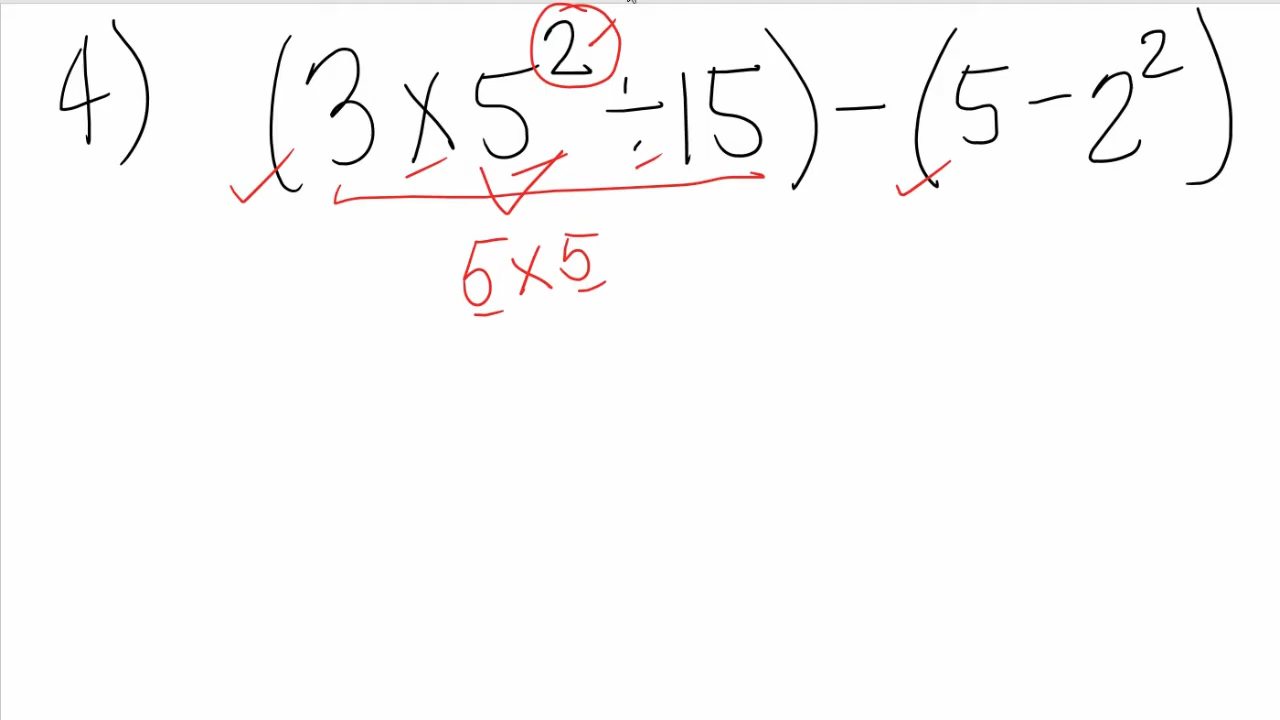 4) (3 × 5² ÷ 15) − (5 − 2²)
5 × 5